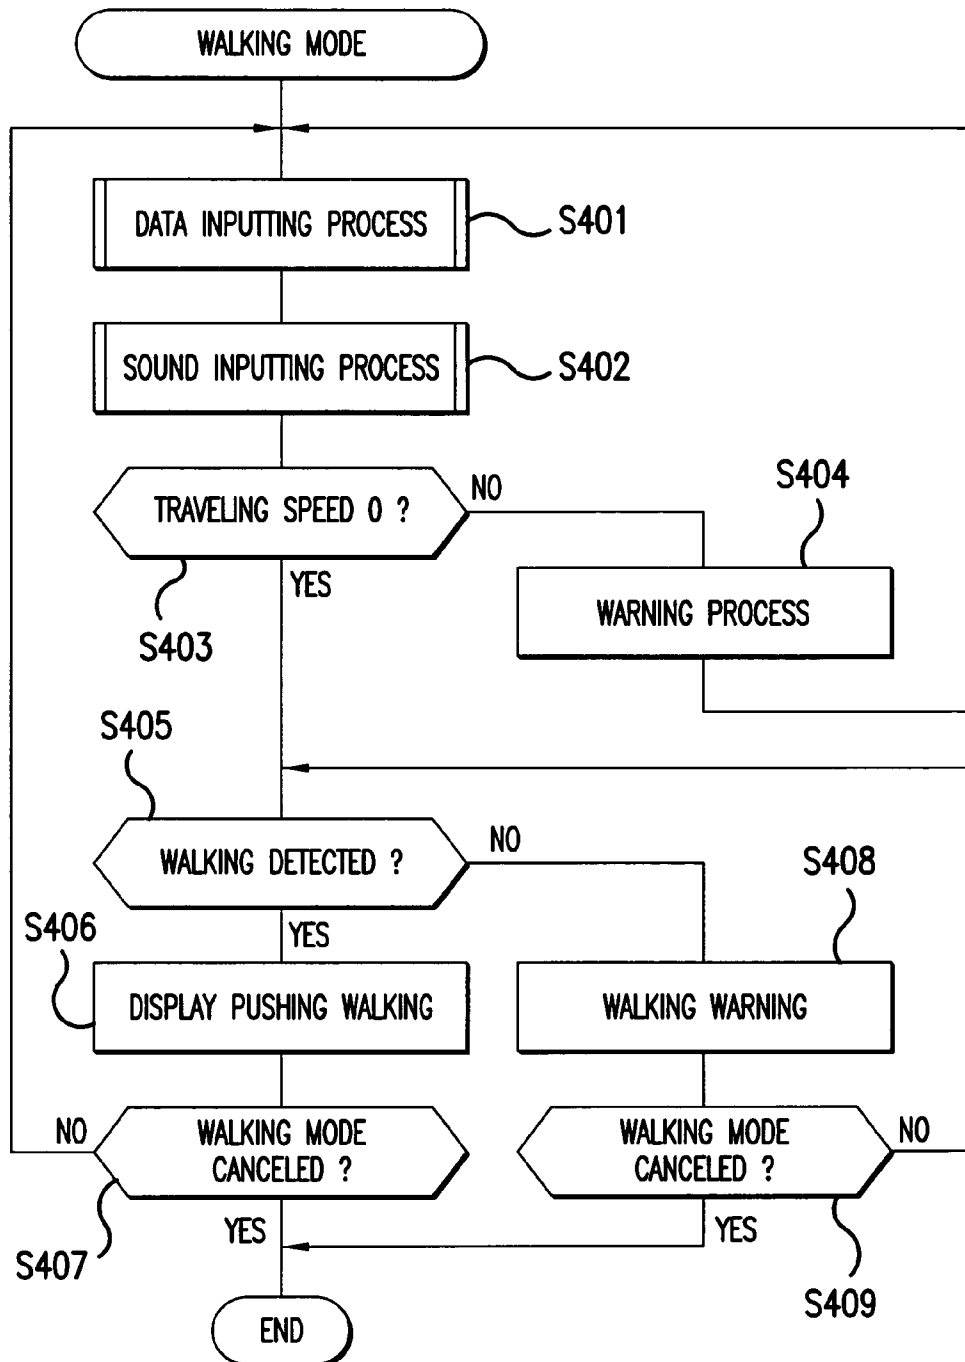 WALKING MODE
DATA INPUTTING PROCESS
S401
SOUND INPUTTING PROCESS
S402
TRAVELING SPEED 0 ?
NO
S404
YES
S403
WARNING PROCESS
S405
WALKING DETECTED ?
NO
S408
S406
YES
DISPLAY PUSHING WALKING
WALKING WARNING
NO
WALKING MODE
CANCELED ?
WALKING MODE
CANCELED ?
NO
S407
YES
YES
S409
END